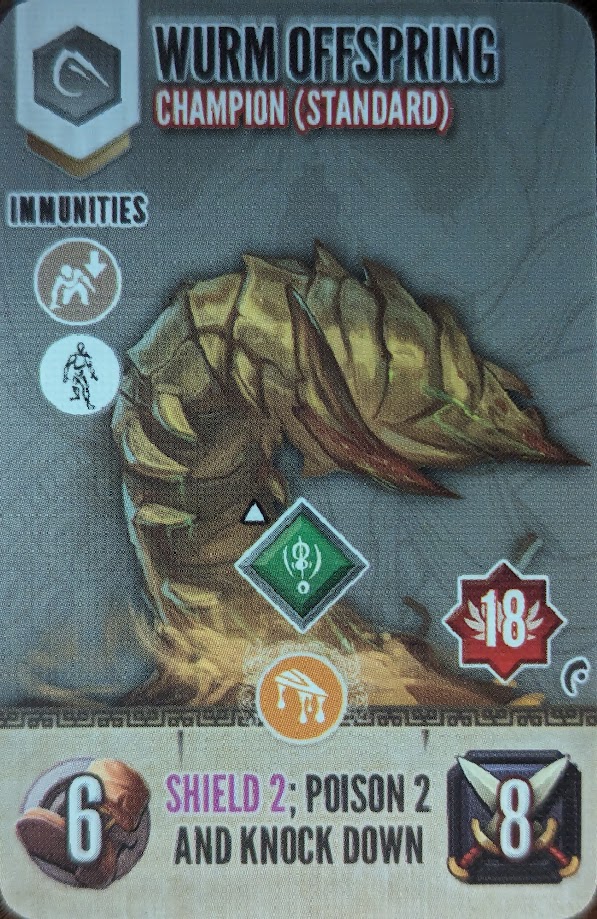 WURM OFFSPRING
CHAMPION (STANDARD)
IMMUNITIES
18
6
SHIELD 2; POISON 2
AND KNOCK DOWN
8